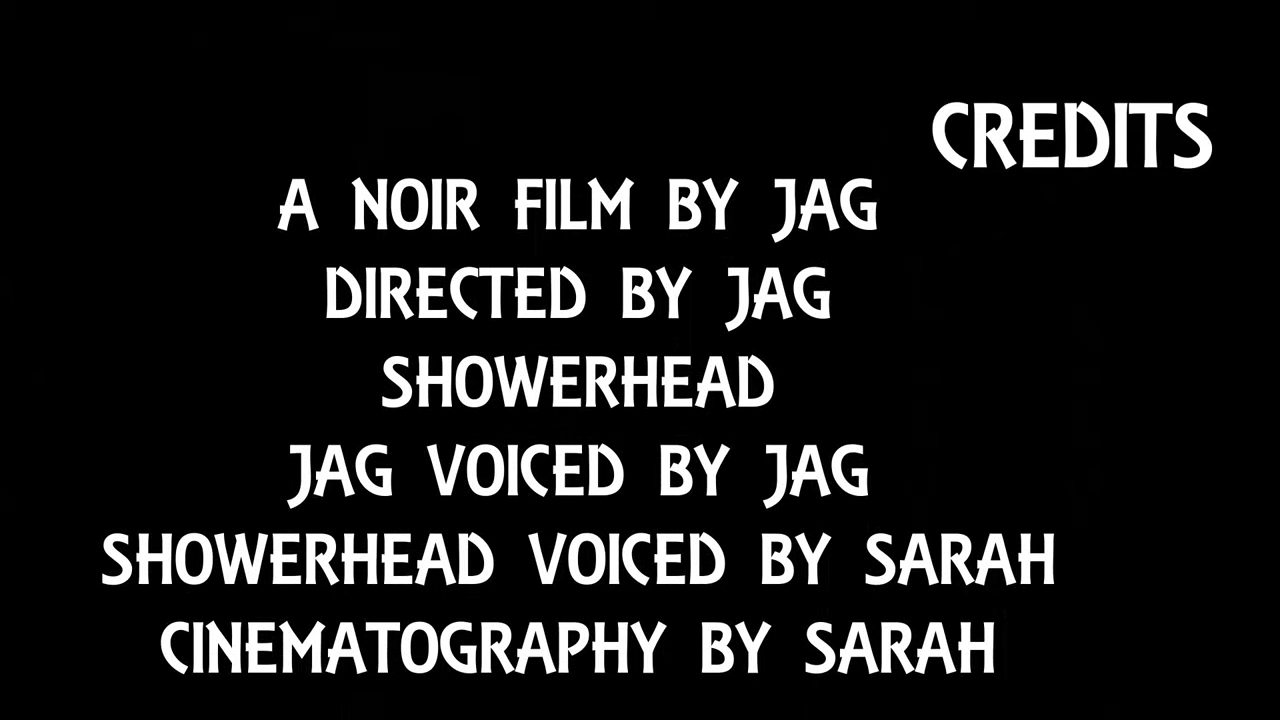 CREDITS
A NOIR FILM BY JAG
DIRECTED BY JAG
SHOWERHEAD
JAG VOICED BY JAG
SHOWERHEAD VOICED BY SARAH
CINEMATOGRAPHY BY SARAH